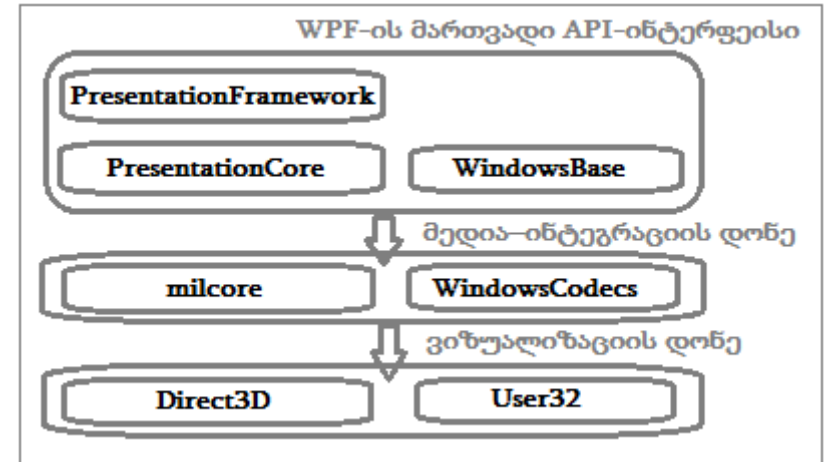 WPF-ის მართვადი API-ინტერფეისი
PresentationFramework
PresentationCore WindowsBase
მედია–ინტეგრაციის დონე
milcore WindowsCodecs
ვიზუალიზაციის დონე
Direct3D User32